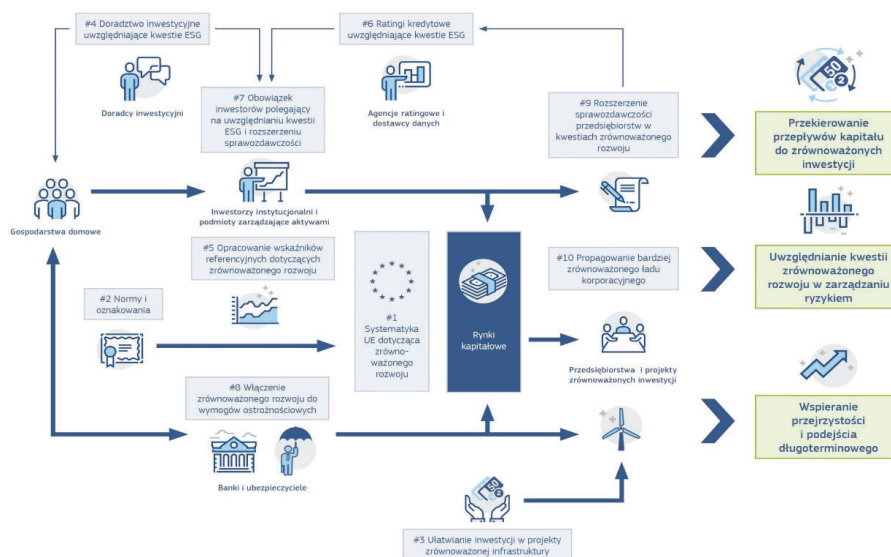 #4 Doradztwo inwestycyjne
uwzględniające kwestie ESG
Doradcy inwestycyjni
#6 Ratingi kredytowe
uwzględniające kwestie ESG
Agencje ratingowe i
dostawcy danych
#7 Obowiązek
inwestorów polegający
na uwzględnianiu kwestii
ESG i rozszerzeniu
sprawozdawczości
#9 Rozszerzenie
sprawozdawczości
przedsiębiorstw w
kwestiach zrównoważonego
rozwoju
Przekierowanie
przepływów kapitału
do zrównoważonych
inwestycji
Gospodarstwa domowe
Inwestorzy instytucjonalni i
podmioty zarządzające aktywami
#5 Opracowanie wskaźników
referencyjnych dotyczących
zrównoważonego rozwoju
#10 Propagowanie bardziej
zrównoważonego ładu
korporacyjnego
Uwzględnianie kwestii
zrównoważonego
rozwoju w zarządzaniu
ryzykiem
#2 Normy i
oznakowania
#1
Systematyka
UE dotycząca
zrówno-
ważonego
rozwoju
Rynki
kapitałowe
Przedsiębiorstwa i projekty
zrównoważonych inwestycji
#8 Włączenie
zrównoważonego rozwoju do
wymogów ostrożnościowych
Banki i ubezpieczyciele
Wspieranie
przejrzystości
i podejścia
długoterminowego
#3 Ułatwianie inwestycji w projekty
zrównoważonej infrastruktury
50
2
50
2